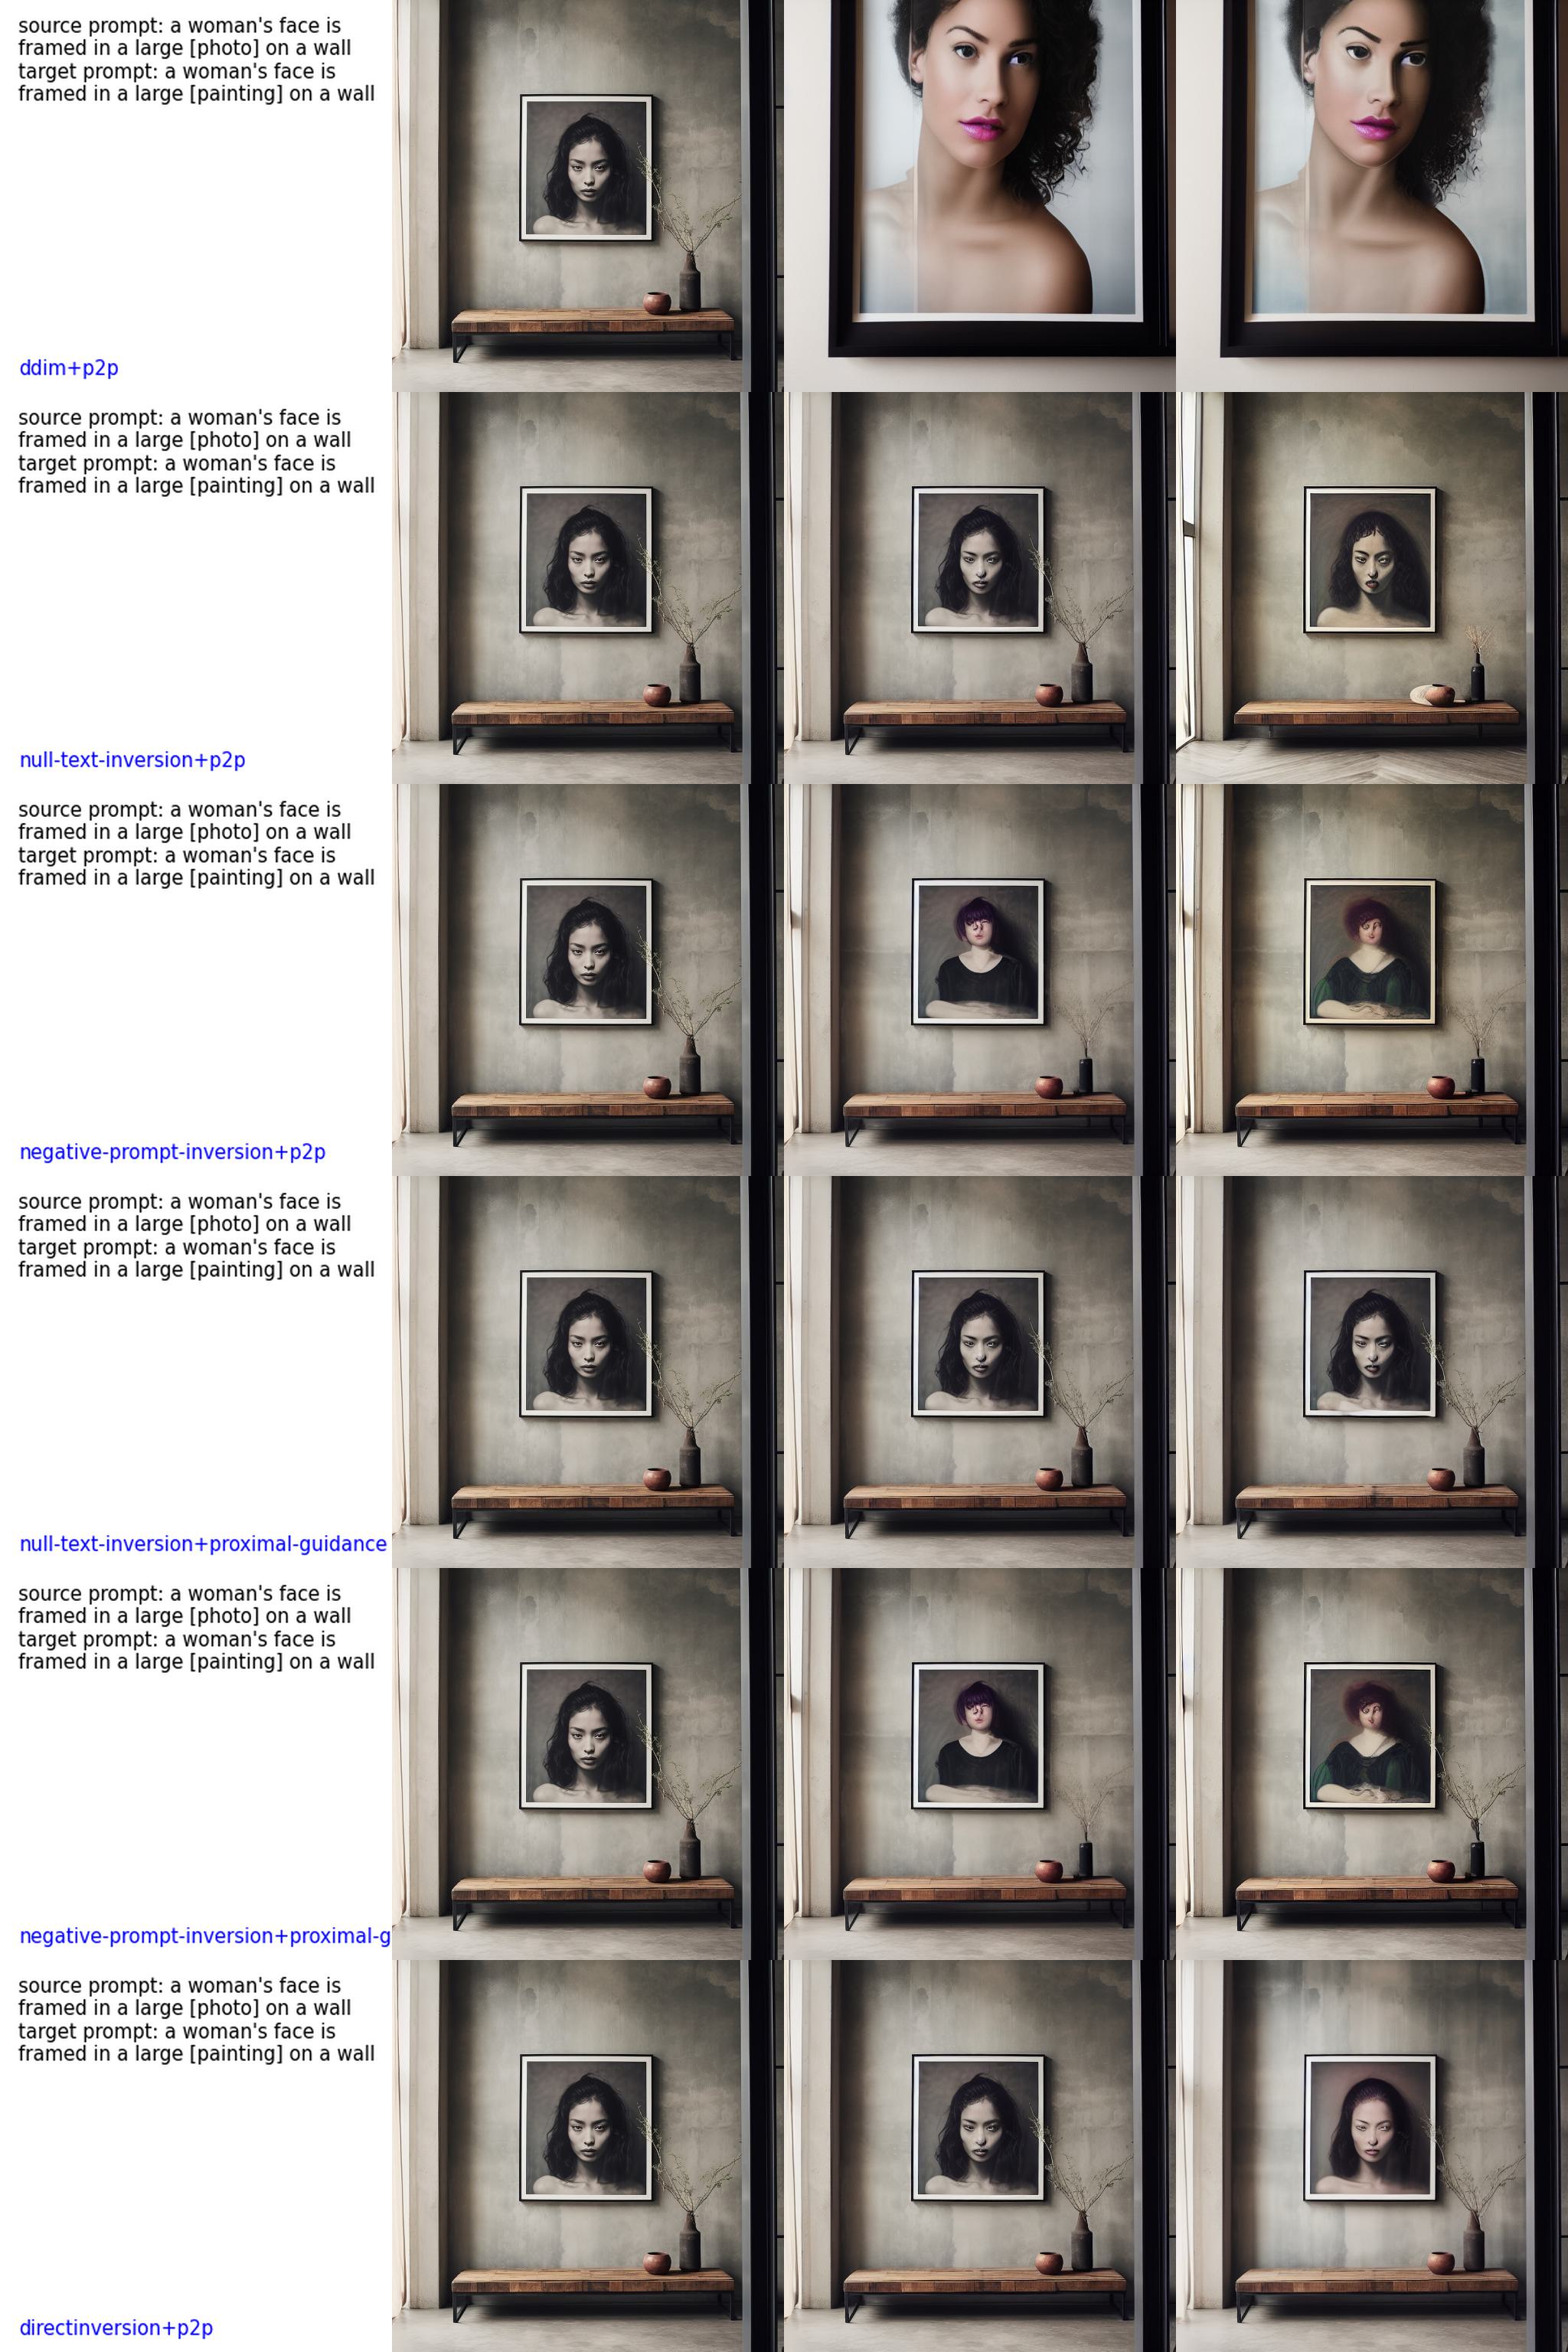 source prompt: a woman's face is
framed in a large [photo] on a wall
target prompt: a woman's face is
framed in a large [painting] on a wall
ddim+p2p
source prompt: a woman's face is
framed in a large [photo] on a wall
target prompt: a woman's face is
framed in a large [painting] on a wall
null-text-inversion+p2p
source prompt: a woman's face is
framed in a large [photo] on a wall
target prompt: a woman's face is
framed in a large [painting] on a wall
negative-prompt-inversion+p2p
source prompt: a woman's face is
framed in a large [photo] on a wall
target prompt: a woman's face is
framed in a large [painting] on a wall
null-text-inversion+proximal-guidance
source prompt: a woman's face is
framed in a large [photo] on a wall
target prompt: a woman's face is
framed in a large [painting] on a wall
negative-prompt-inversion+proximal-g
source prompt: a woman's face is
framed in a large [photo] on a wall
target prompt: a woman's face is
framed in a large [painting] on a wall
directinversion+p2p